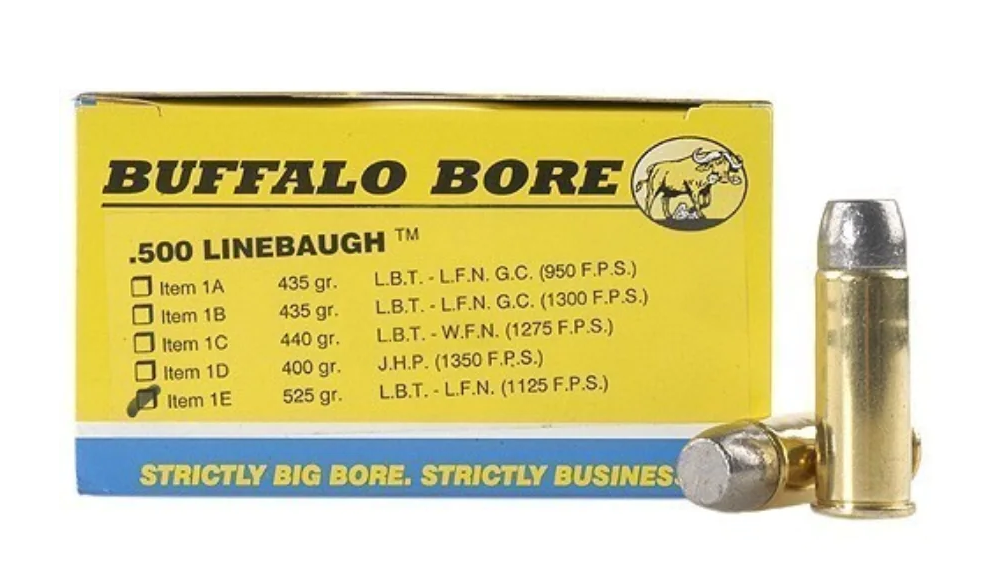 BUFFALO BORE
.500 LINEBAUGH ™
Item 1A 435 gr. L.B.T. - L.F.N. G.C. (950 F.P.S.)
Item 1B 435 gr. L.B.T. - L.F.N. G.C. (1300 F.P.S.)
Item 1C 440 gr. L.B.T. - W.F.N. (1275 F.P.S.)
Item 1D 400 gr. J.H.P. (1350 F.P.S.)
Item 1E 525 gr. L.B.T. - L.F.N. (1125 F.P.S.)
STRICTLY BIG BORE. STRICTLY BUSINES